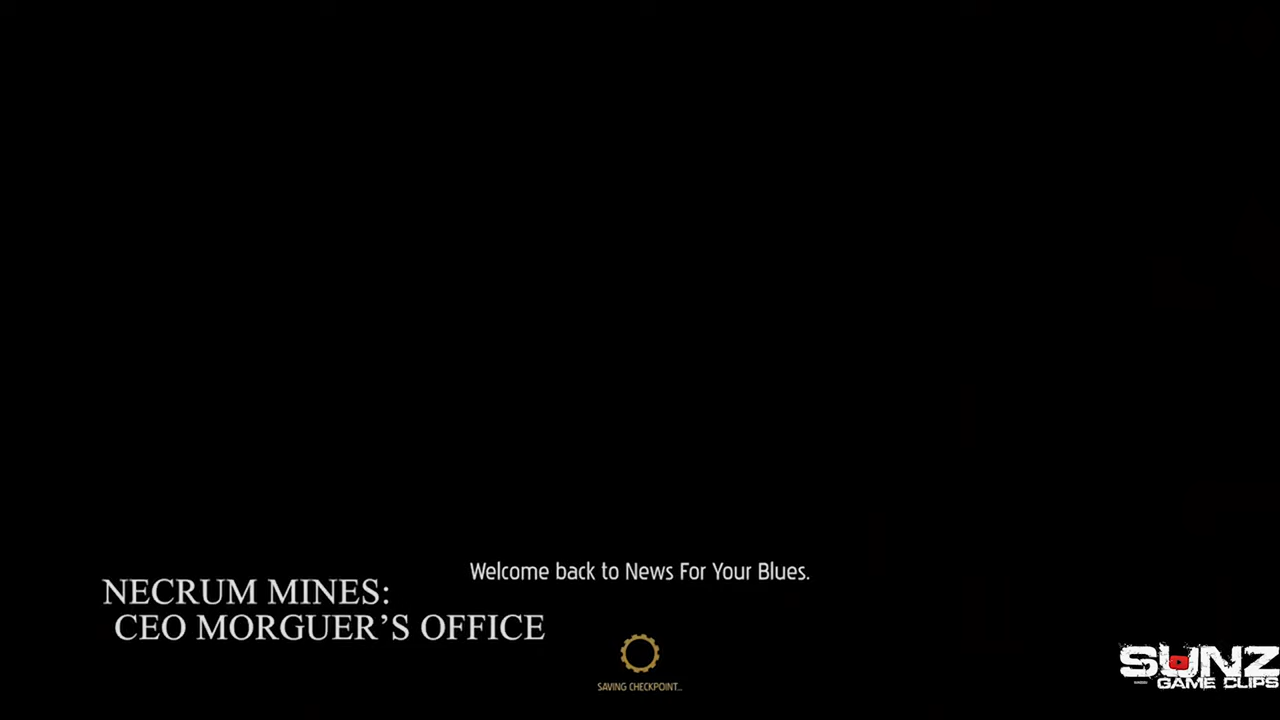 Welcome back to News For Your Blues.
NECRUM MINES:
CEO MORGUER’S OFFICE
SAVING CHECKPOINT...
SUNZ
GAME CLIPS